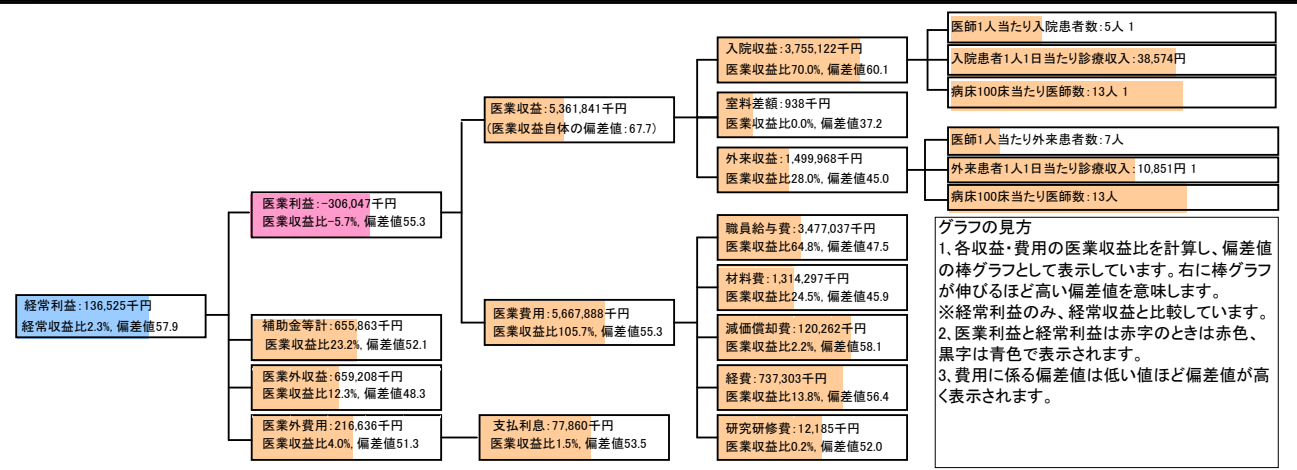 経常利益:136,525千円
経常収益比2.3%, 偏差値57.9
医業利益:-306,047千円
医業収益比-5.7%, 偏差値55.3
補助金等計:655,863千円
医業収益比23.2%, 偏差値52.1
医業外収益:659,208千円
医業収益比12.3%, 偏差値48.3
医業外費用:216,636千円
医業収益比4.0%, 偏差値51.3
医業収益:5,361,841千円
(医業収益自体の偏差値:67.7)
医業費用:5,667,888千円
医業収益比105.7%, 偏差値55.3
支払利息:77,860千円
医業収益比1.5%, 偏差値53.5
入院収益:3,755,122千円
医業収益比70.0%, 偏差値60.1
室料差額:938千円
医業収益比0.0%, 偏差値37.2
外来収益:1,499,968千円
医業収益比28.0%, 偏差値45.0
職員給与費:3,477,037千円
医業収益比64.8%, 偏差値47.5
材料費:1,314,297千円
医業収益比24.5%, 偏差値45.9
減価償却費:120,262千円
医業収益比2.2%, 偏差値58.1
経費:737,303千円
医業収益比13.8%, 偏差値56.4
研究研修費:12,185千円
医業収益比0.2%, 偏差値52.0
医師1人当たり入院患者数:5人 1
入院患者1人1日当たり診療収入:38,574円
病床100床当たり医師数:13人 1
医師1人当たり外来患者数:7人
外来患者1人1日当たり診療収入:10,851円 1
病床100床当たり医師数:13人
グラフの見方
1、各収益・費用の医業収益比を計算し、偏差値
の棒グラフとして表示しています。右に棒グラフ
が伸びるほど高い偏差値を意味します。
※経常利益のみ、経常収益と比較しています。
2、医業利益と経常利益は赤字のときは赤色、
黒字は青色で表示されます。
3、費用に係る偏差値は低い値ほど偏差値が高
く表示されます。